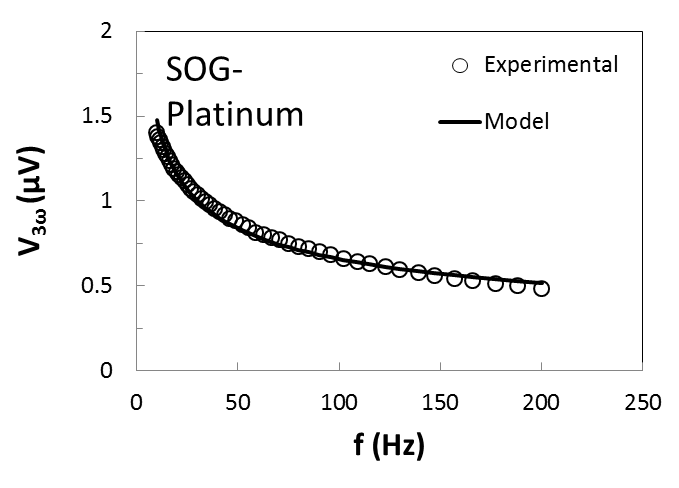 2
1.5
1
0.5
0
V3ω (μV)
SOG-
Platinum
Experimental
Model
0 50 100 150 200 250
f (Hz)